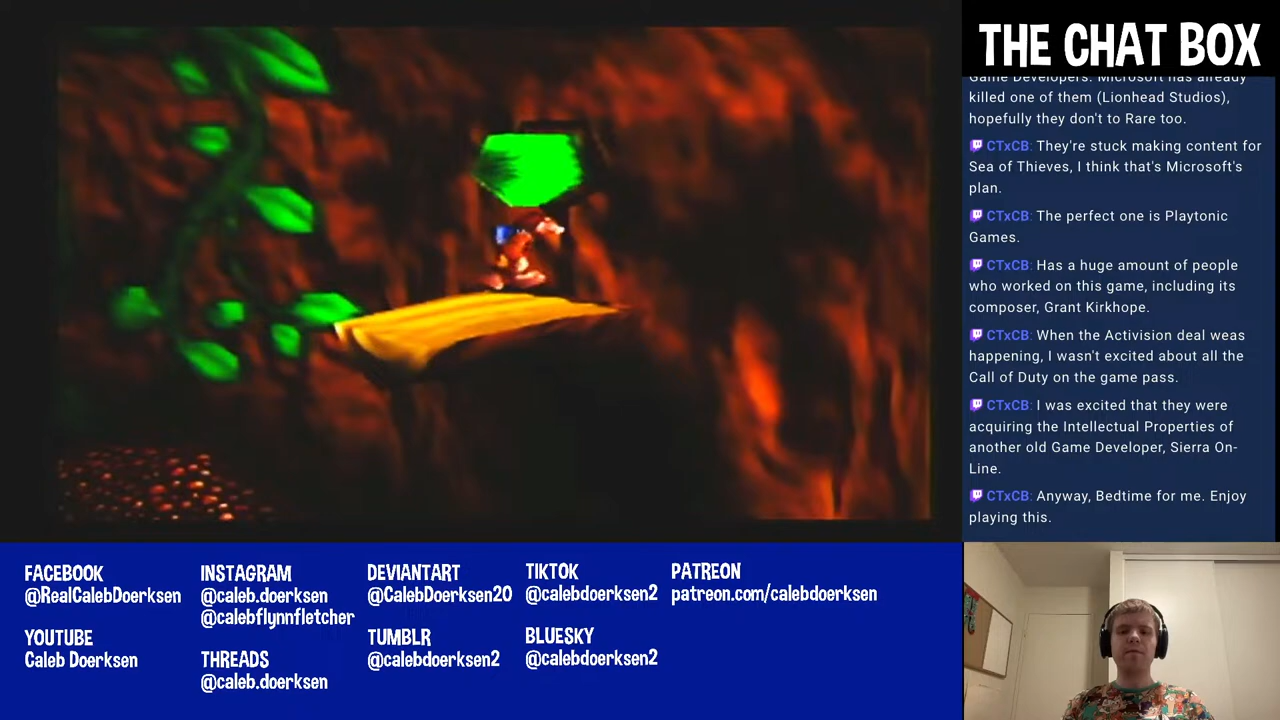 THE CHAT BOX
Game Developers. Microsoft has already
killed one of them (Lionhead Studios),
hopefully they don't to Rare too.
CTxCB: They're stuck making content for
Sea of Thieves, I think that's Microsoft's
plan.
CTxCB: The perfect one is Playtonic
Games.
CTxCB: Has a huge amount of people
who worked on this game, including its
composer, Grant Kirkhope.
CTxCB: When the Activision deal weas
happening, I wasn't excited about all the
Call of Duty on the game pass.
CTxCB: I was excited that they were
acquiring the Intellectual Properties of
another old Game Developer, Sierra On-
Line.
CTxCB: Anyway, Bedtime for me. Enjoy
playing this.
FACEBOOK
@RealCalebDoerksen
YOUTUBE
Caleb Doerksen
INSTAGRAM
@caleb.doerksen
@calebflynnfletcher
THREADS
@caleb.doerksen
DEVIANTART
@CalebDoerksen20
TUMBLR
@calebdoerksen2
TIKTOK
@calebdoerksen2
BLUESKY
@calebdoerksen2
PATREON
patreon.com/calebdoerksen